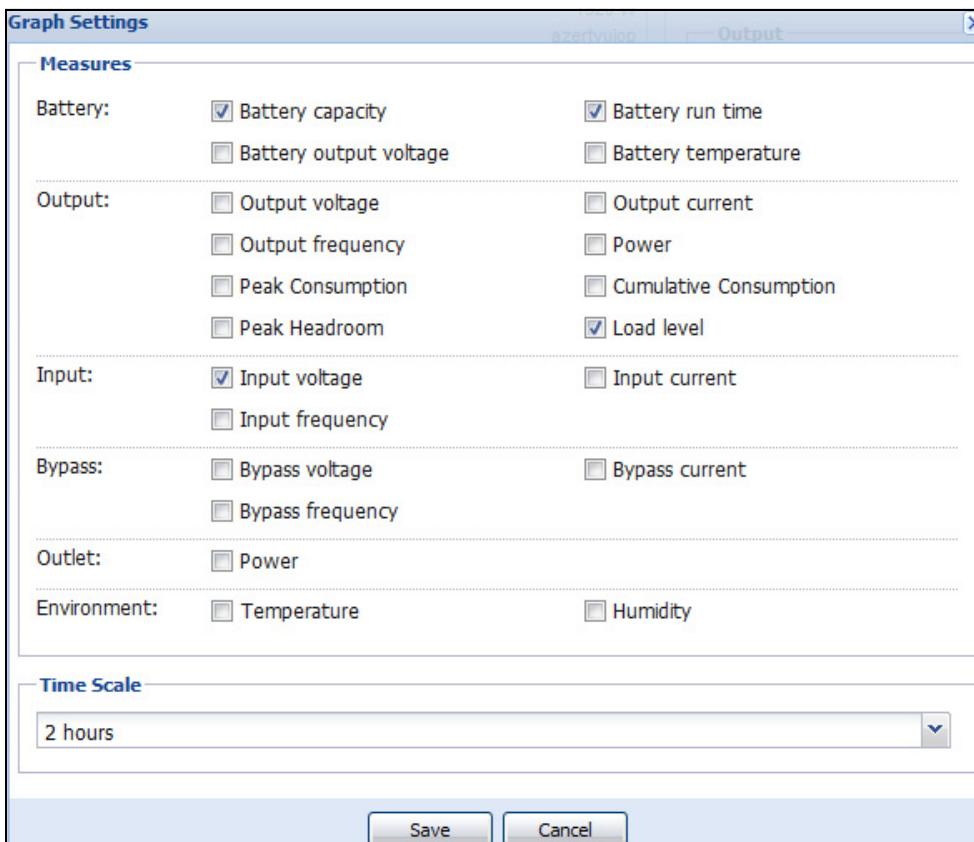 Graph Settings
azertyuiop
Output
Measures
Battery:
Battery capacity
Battery run time
Battery output voltage
Battery temperature
Output:
Output voltage
Output current
Output frequency
Power
Peak Consumption
Cumulative Consumption
Peak Headroom
Load level
Input:
Input voltage
Input current
Input frequency
Bypass:
Bypass voltage
Bypass current
Bypass frequency
Outlet:
Power
Environment:
Temperature
Humidity
Time Scale
2 hours
Save
Cancel